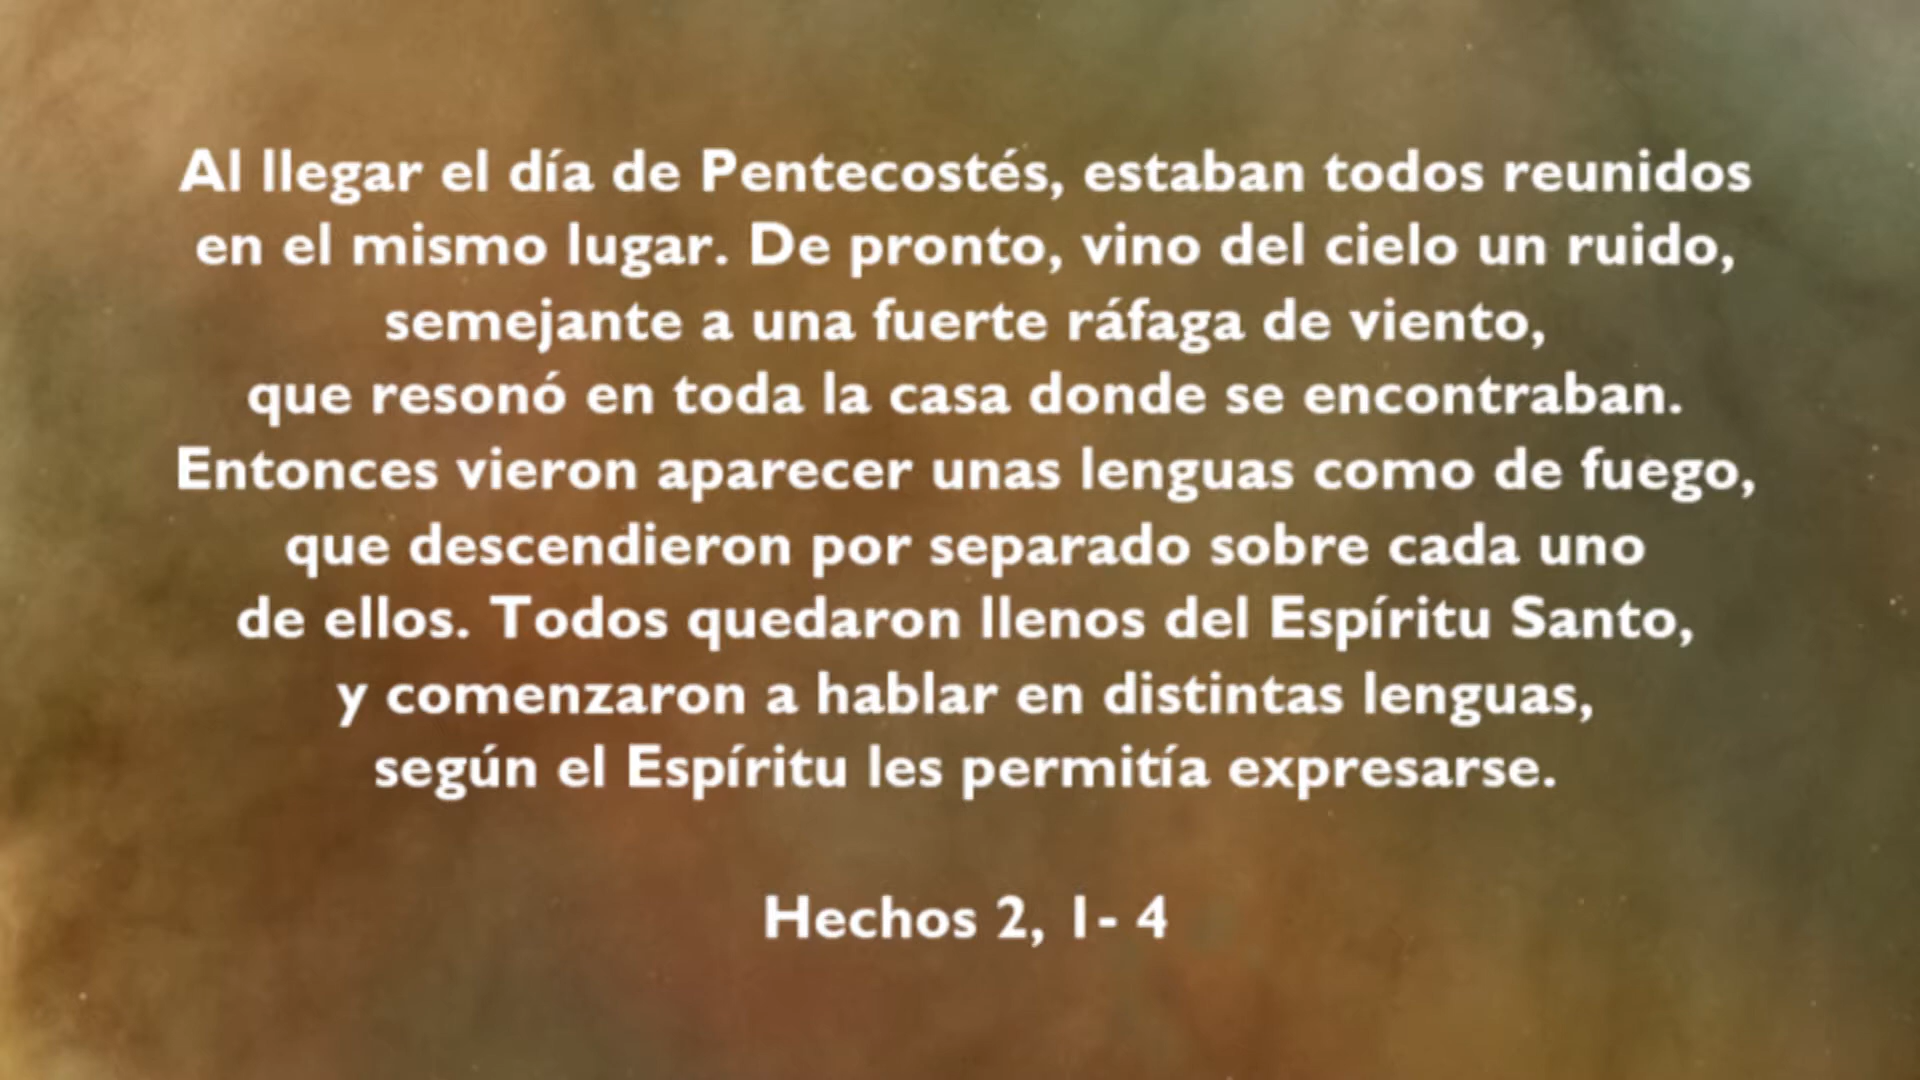 Al llegar el día de Pentecostés, estaban todos reunidos
en el mismo lugar. De pronto, vino del cielo un ruido,
semejante a una fuerte ráfaga de viento,
que resonó en toda la casa donde se encontraban.
Entonces vieron aparecer unas lenguas como de fuego,
que descendieron por separado sobre cada uno
de ellos. Todos quedaron llenos del Espíritu Santo,
y comenzaron a hablar en distintas lenguas,
según el Espíritu les permitía expresarse.
Hechos 2, 1- 4